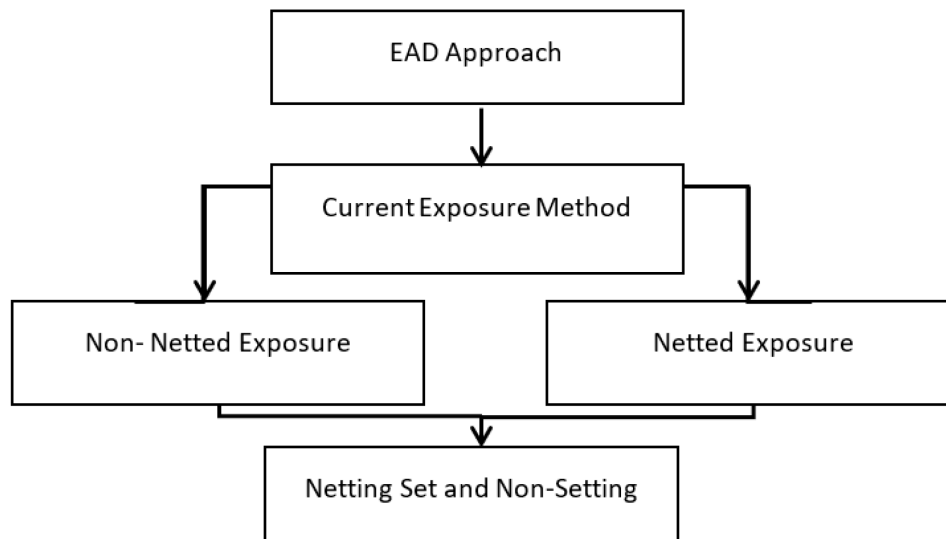 EAD Approach
Current Exposure Method
Non- Netted Exposure
Netted Exposure
Netting Set and Non-Setting